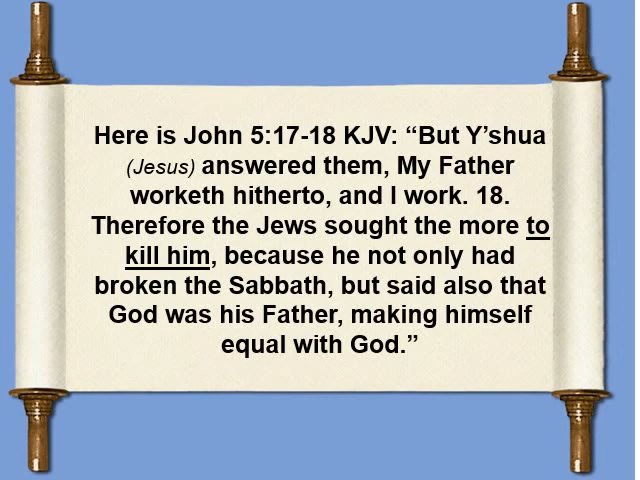 Here is John 5:17-18 KJV: “But Y’shua
(Jesus) answered them, My Father
worketh hitherto, and I work. 18.
Therefore the Jews sought the more to
kill him, because he not only had
broken the Sabbath, but said also that
God was his Father, making himself
equal with God.”